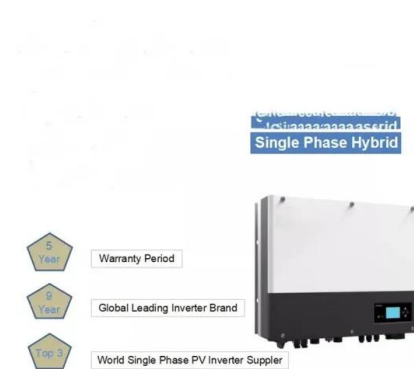 Single Phase Hybrid
5
Year
Warranty Period
9
Year
Global Leading Inverter Brand
Top 3
World Single Phase PV Inverter Suppler